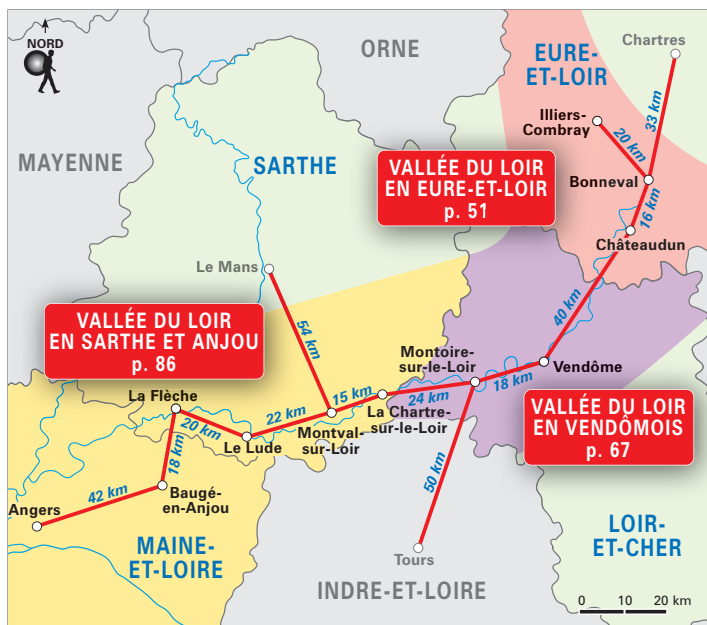 NORD
ORNE
Chartres
EURE-
ET-LOIR
Illiers-
Combray
20 km
33 km
MAYENNE
SARTHE
VALLÉE DU LOIR
EN EURE-ET-LOIR
p. 51
Bonneval
16 km
Châteaudun
Le Mans
40 km
VALLÉE DU LOIR
EN SARTHE ET ANJOU
p. 86
54 km
Montoire-
sur-le-Loir
Vendôme
18 km
La Flèche
15 km
24 km
La Chartre-
sur-le-Loir
22 km
20 km
Le Lude
Montval-
sur-Loir
VALLÉE DU LOIR
EN VENDÔMOIS
p. 67
18 km
50 km
42 km
Baugé-
en-Anjou
Angers
MAINE-
ET-LOIRE
Tours
INDRE-ET-LOIRE
LOIR-
ET-CHER
0 10 20 km